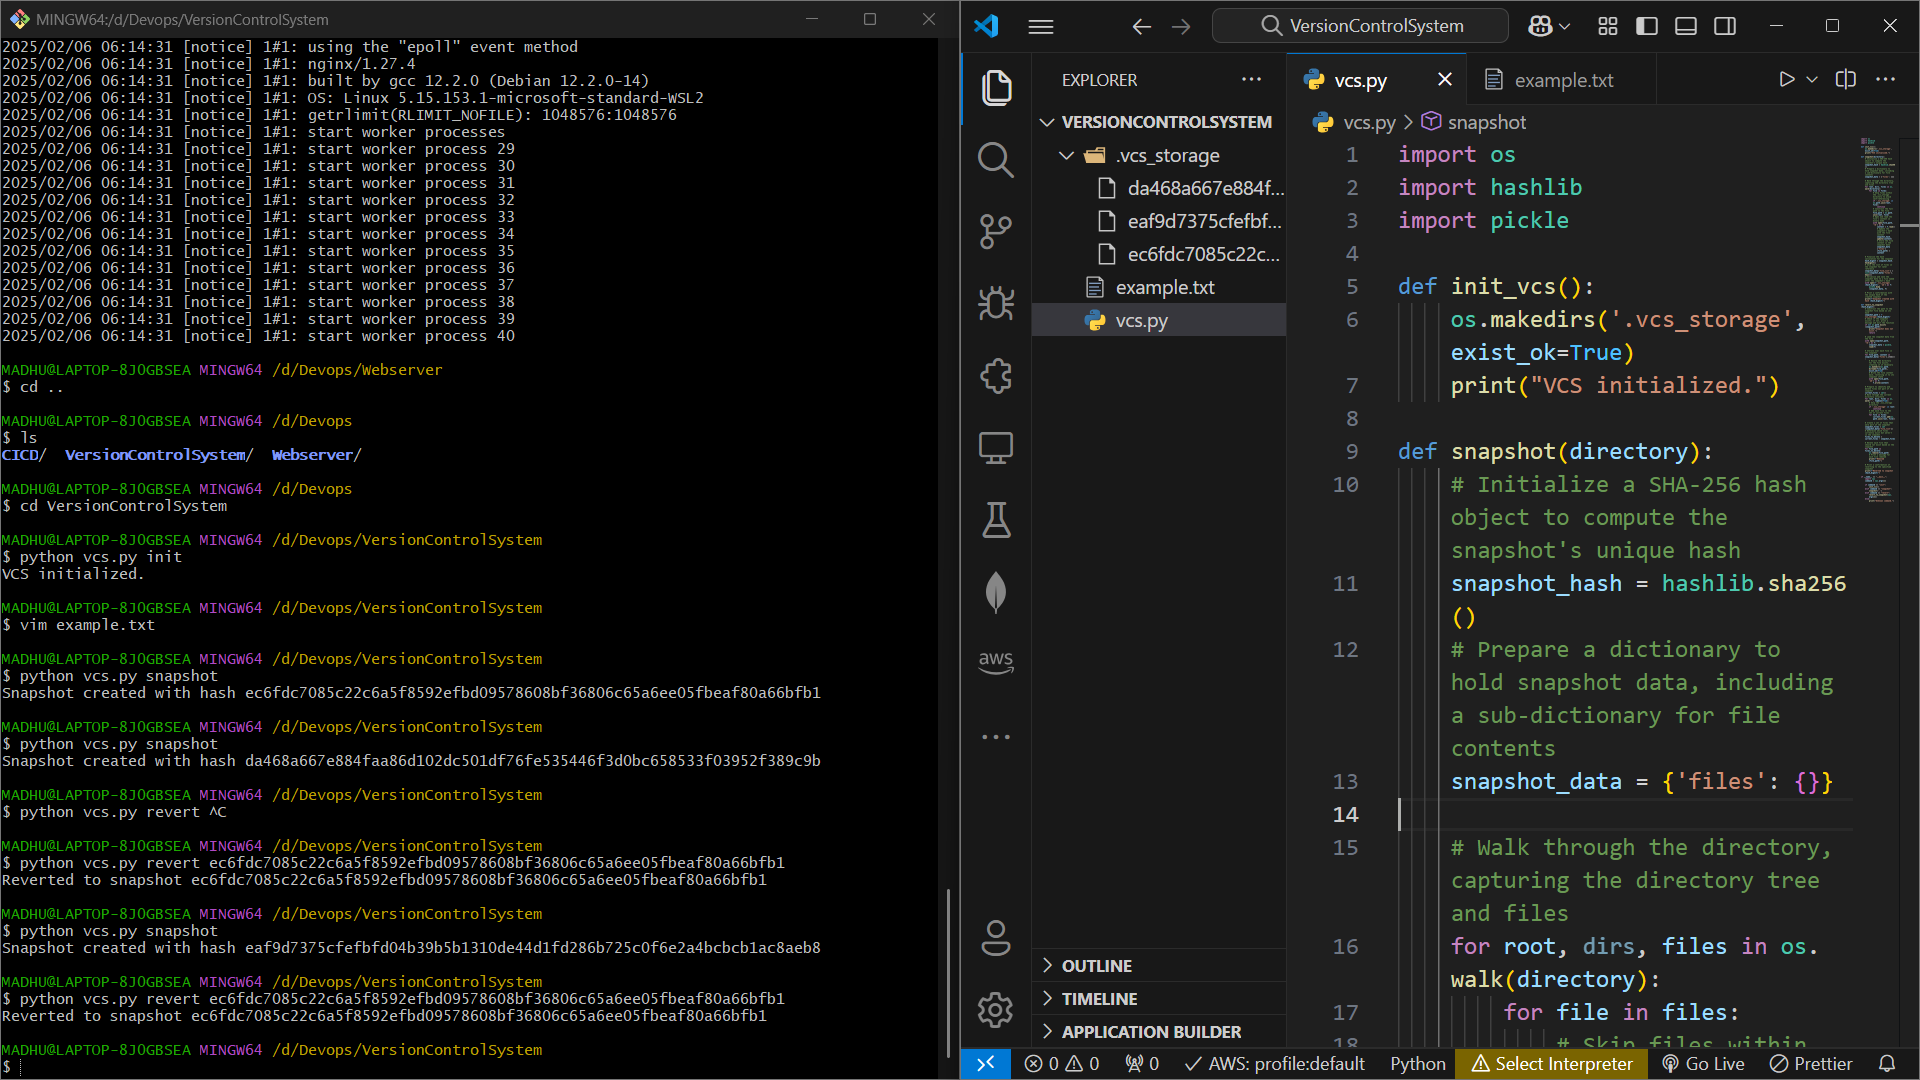 MINGW64:/d/Devops/VersionControlSystem
2025/02/06 06:14:31 [notice] 1#1: using the "epoll" event method
2025/02/06 06:14:31 [notice] 1#1: nginx/1.27.4
2025/02/06 06:14:31 [notice] 1#1: built by gcc 12.2.0 (Debian 12.2.0-14)
2025/02/06 06:14:31 [notice] 1#1: OS: Linux 5.15.153.1-microsoft-standard-WSL2
2025/02/06 06:14:31 [notice] 1#1: getrlimit(RLIMIT_NOFILE): 1048576:1048576
2025/02/06 06:14:31 [notice] 1#1: start worker processes
2025/02/06 06:14:31 [notice] 1#1: start worker process 29
2025/02/06 06:14:31 [notice] 1#1: start worker process 30
2025/02/06 06:14:31 [notice] 1#1: start worker process 31
2025/02/06 06:14:31 [notice] 1#1: start worker process 32
2025/02/06 06:14:31 [notice] 1#1: start worker process 33
2025/02/06 06:14:31 [notice] 1#1: start worker process 34
2025/02/06 06:14:31 [notice] 1#1: start worker process 35
2025/02/06 06:14:31 [notice] 1#1: start worker process 36
2025/02/06 06:14:31 [notice] 1#1: start worker process 37
2025/02/06 06:14:31 [notice] 1#1: start worker process 38
2025/02/06 06:14:31 [notice] 1#1: start worker process 39
2025/02/06 06:14:31 [notice] 1#1: start worker process 40
MADHU@LAPTOP-8JOGBSEA MINGW64 /d/Devops/Webserver
$ cd ..
MADHU@LAPTOP-8JOGBSEA MINGW64 /d/Devops
$ ls
CICD/  VersionControlSystem/  Webserver/
MADHU@LAPTOP-8JOGBSEA MINGW64 /d/Devops
$ cd VersionControlSystem
MADHU@LAPTOP-8JOGBSEA MINGW64 /d/Devops/VersionControlSystem
$ python vcs.py init
VCS initialized.
MADHU@LAPTOP-8JOGBSEA MINGW64 /d/Devops/VersionControlSystem
$ vim example.txt
MADHU@LAPTOP-8JOGBSEA MINGW64 /d/Devops/VersionControlSystem
$ python vcs.py snapshot
Snapshot created with hash ec6fdc7085c22c6a5f8592efbd09578608bf36806c65a6ee05fbeaf80a66bfb1
MADHU@LAPTOP-8JOGBSEA MINGW64 /d/Devops/VersionControlSystem
$ python vcs.py snapshot
Snapshot created with hash da468a667e884faa86d102dc501df76fe535446f3d0bc658533f03952f389c9b
MADHU@LAPTOP-8JOGBSEA MINGW64 /d/Devops/VersionControlSystem
$ python vcs.py revert ^C
MADHU@LAPTOP-8JOGBSEA MINGW64 /d/Devops/VersionControlSystem
$ python vcs.py revert ec6fdc7085c22c6a5f8592efbd09578608bf36806c65a6ee05fbeaf80a66bfb1
Reverted to snapshot ec6fdc7085c22c6a5f8592efbd09578608bf36806c65a6ee05fbeaf80a66bfb1
MADHU@LAPTOP-8JOGBSEA MINGW64 /d/Devops/VersionControlSystem
$ python vcs.py snapshot
Snapshot created with hash eaf9d7375cfefbfd04b39b5b1310de44d1fd286b725c0f6e2a4bcbcb1ac8aeb8
MADHU@LAPTOP-8JOGBSEA MINGW64 /d/Devops/VersionControlSystem
$ python vcs.py revert ec6fdc7085c22c6a5f8592efbd09578608bf36806c65a6ee05fbeaf80a66bfb1
Reverted to snapshot ec6fdc7085c22c6a5f8592efbd09578608bf36806c65a6ee05fbeaf80a66bfb1
MADHU@LAPTOP-8JOGBSEA MINGW64 /d/Devops/VersionControlSystem
$
VersionControlSystem
EXPLORER
VERSIONCONTROLSYSTEM
.vcs_storage
da468a667e884f...
eaf9d7375cfefbf...
ec6fdc7085c22c...
example.txt
vcs.py
OUTLINE
TIMELINE
APPLICATION BUILDER
aws
vcs.py
example.txt
vcs.py > snapshot
1 import os
2 import hashlib
3 import pickle
4
5 def init_vcs():
6 os.makedirs('.vcs_storage',
exist_ok=True)
7 print("VCS initialized.")
8
9 def snapshot(directory):
10 # Initialize a SHA-256 hash
object to compute the
snapshot's unique hash
11 snapshot_hash = hashlib.sha256
()
12 # Prepare a dictionary to
hold snapshot data, including
a sub-dictionary for file
contents
13 snapshot_data = {'files': {}}
14
15 # Walk through the directory,
capturing the directory tree
and files
16 for root, dirs, files in os.
walk(directory):
17 for file in files:
18 # Skip files within
0 0 0 AWS: profile:default Python Select Interpreter Go Live Prettier